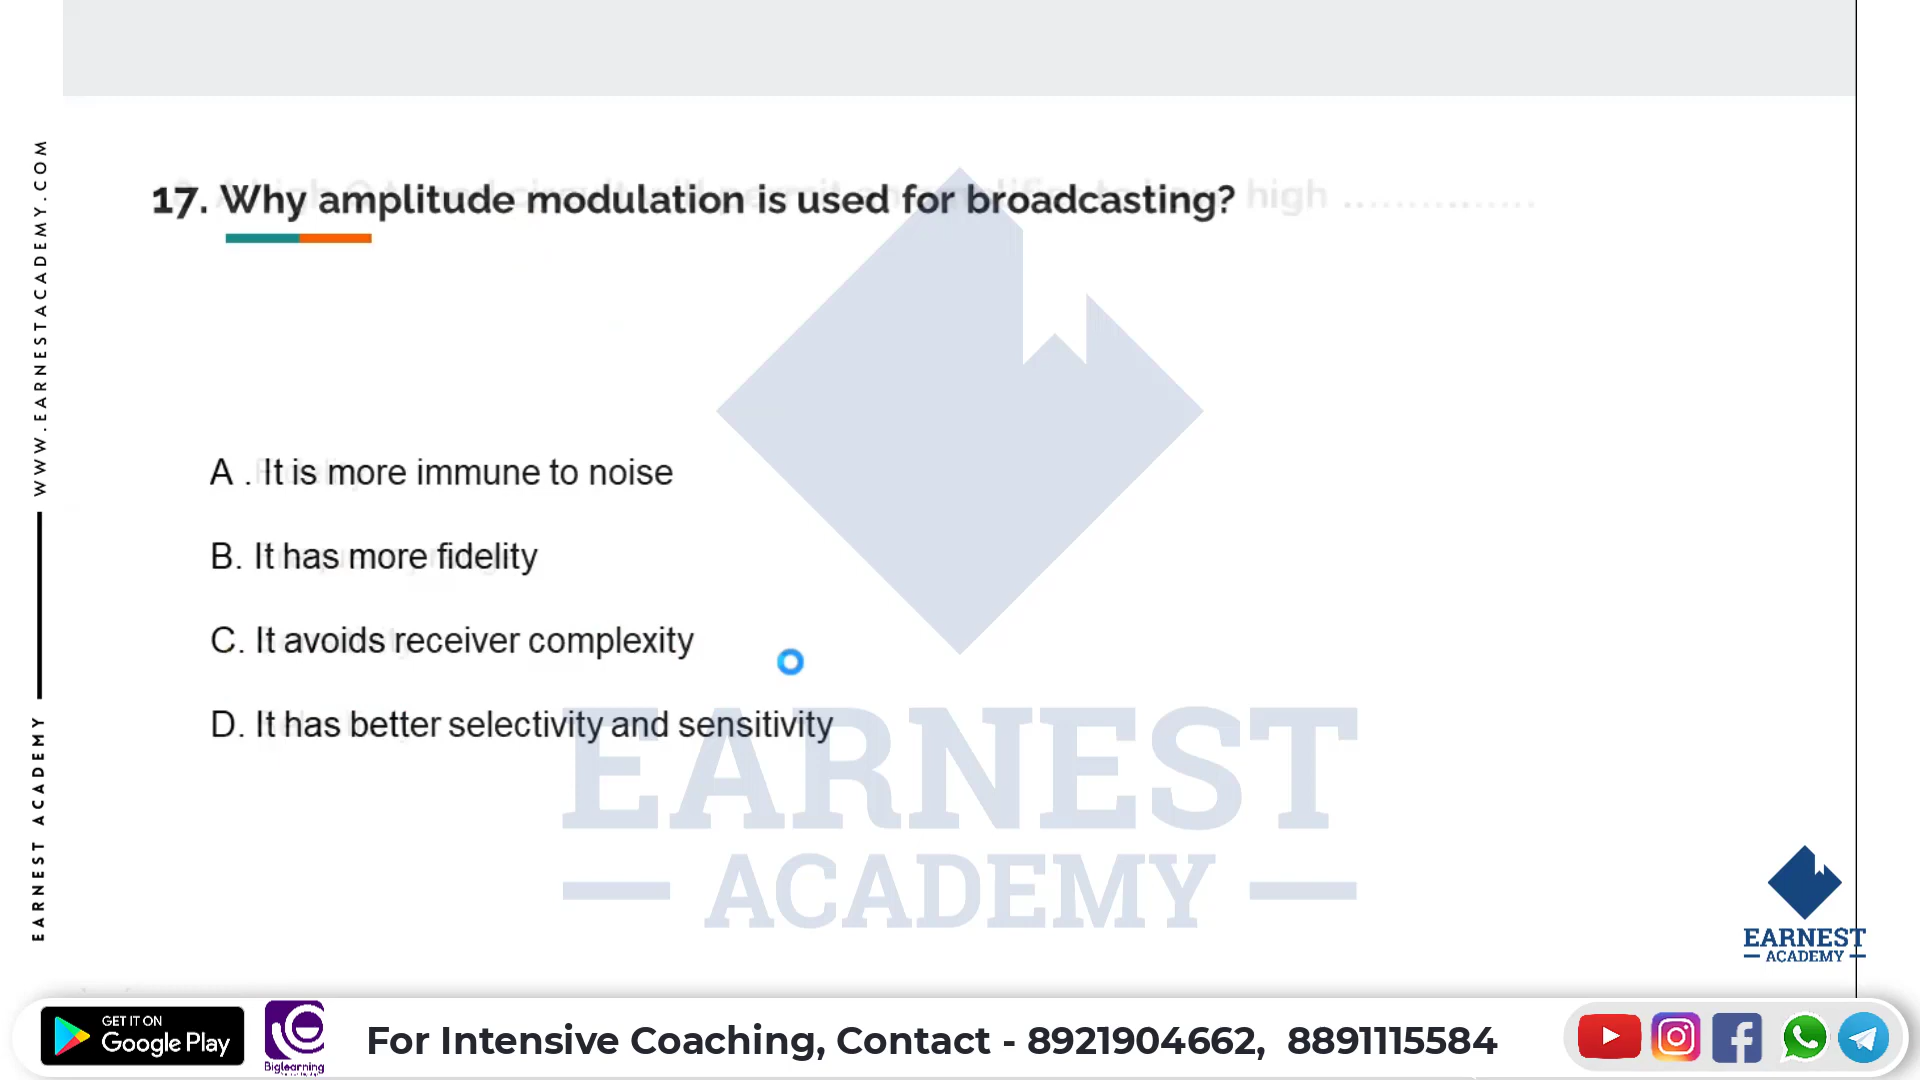 17. Why amplitude modulation is used for broadcasting?
high ...............
A . It is more immune to noise
B. It has more fidelity
C. It avoids receiver complexity
D. It has better selectivity and sensitivity
EARNEST
ACADEMY
WWW.EARNESTACADEMY.COM
EARNEST ACADEMY
EARNEST
ACADEMY
GET IT ON
Google Play
Biglearning
For Intensive Coaching, Contact - 8921904662, 8891115584